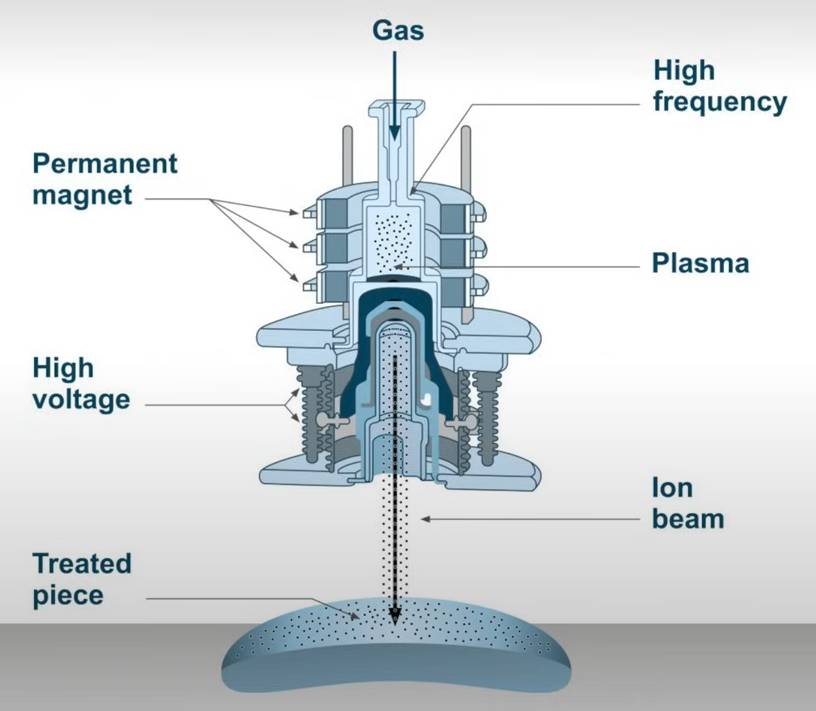 Gas
High
frequency
Permanent
magnet
Plasma
High
voltage
Ion
beam
Treated
piece